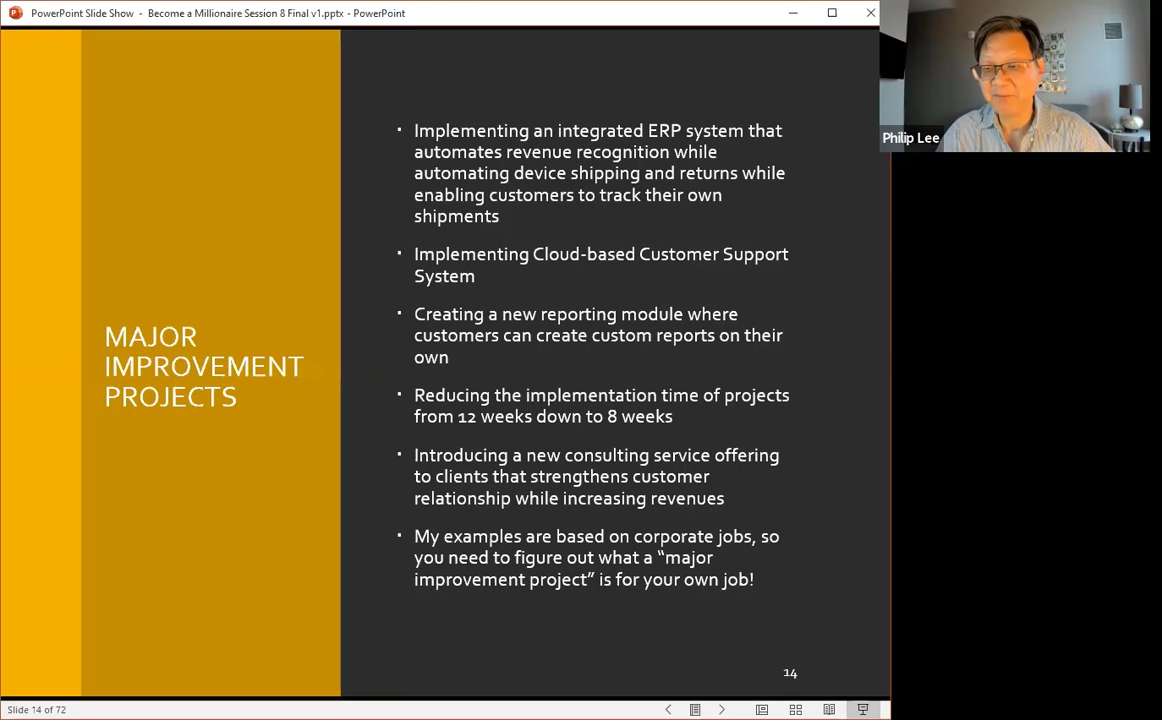 PowerPoint Slide Show - Become a Millionaire Session 8 Final v1.pptx - PowerPoint
Philip Lee
MAJOR
IMPROVEMENT
PROJECTS
▪ Implementing an integrated ERP system that
automates revenue recognition while
automating device shipping and returns while
enabling customers to track their own
shipments
▪ Implementing Cloud-based Customer Support
System
▪ Creating a new reporting module where
customers can create custom reports on their
own
▪ Reducing the implementation time of projects
from 12 weeks down to 8 weeks
▪ Introducing a new consulting service offering
to clients that strengthens customer
relationship while increasing revenues
▪ My examples are based on corporate jobs, so
you need to figure out what a “major
improvement project” is for your own job!
14
Slide 14 of 72